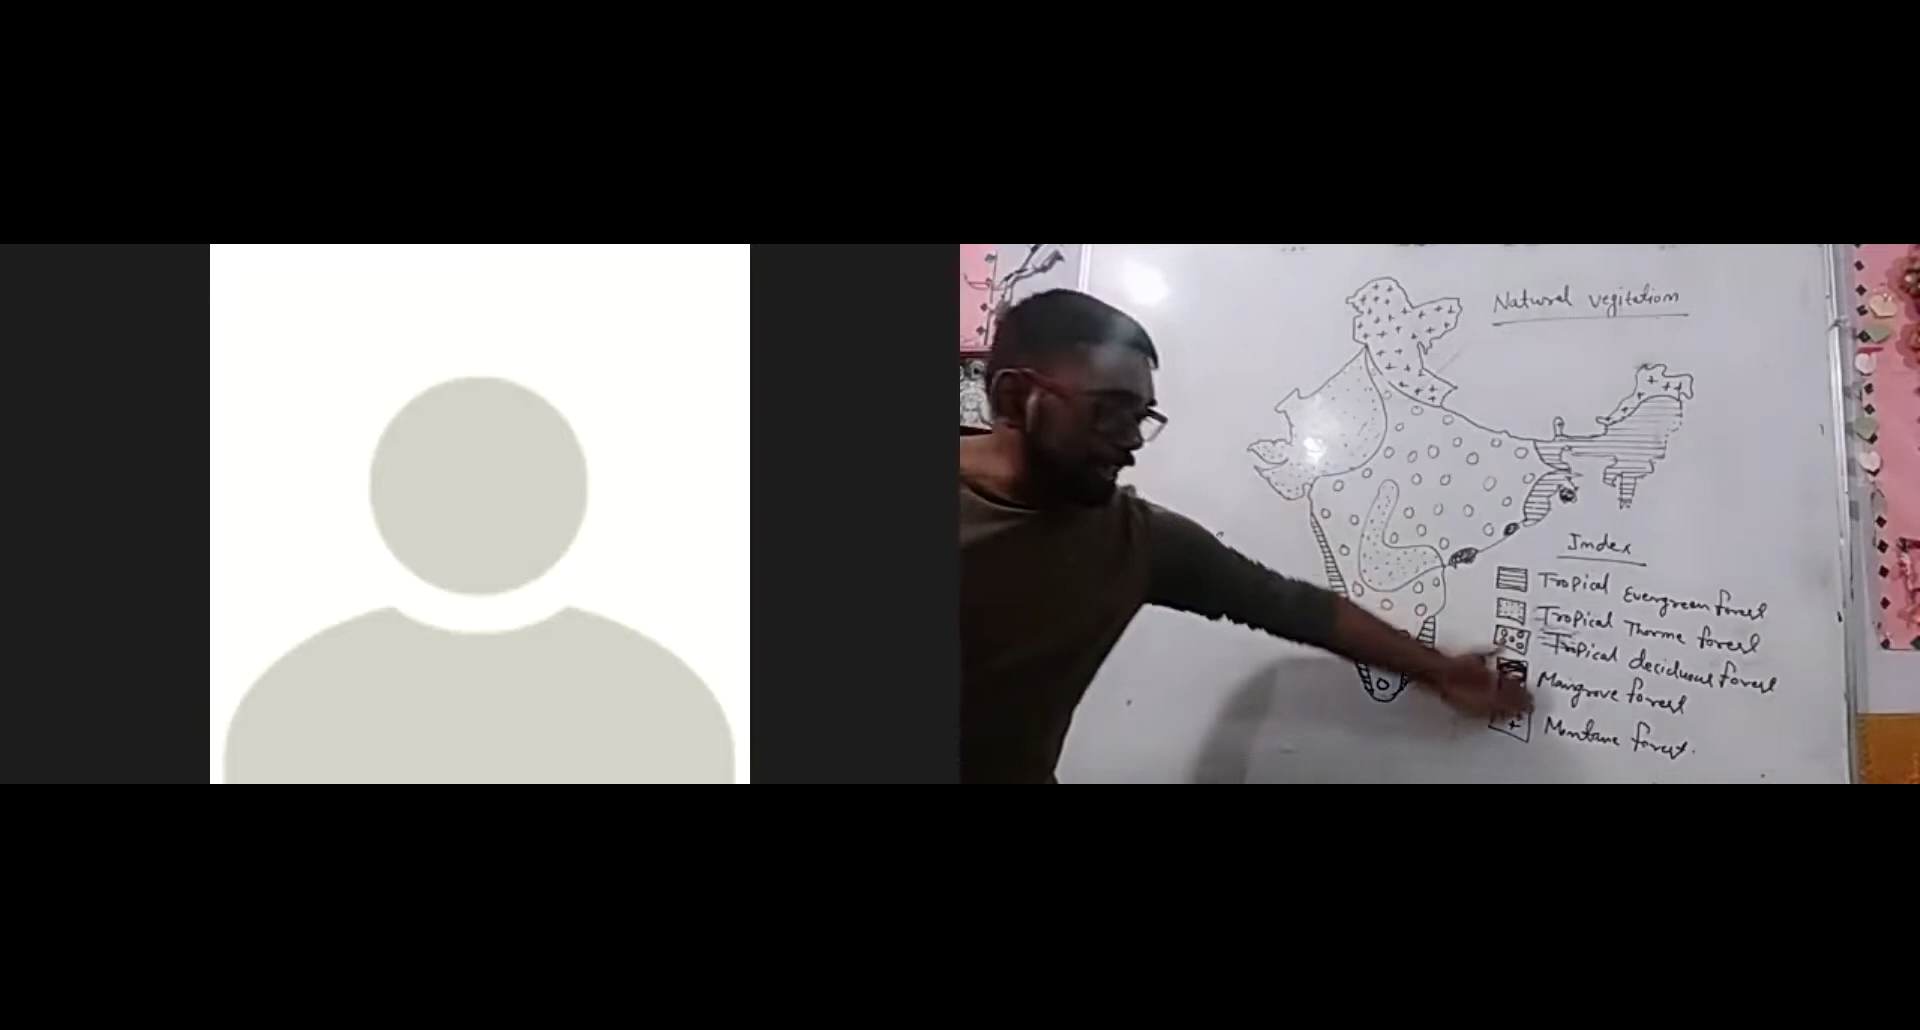 Natural vegitation
Index
Tropical Evergreen forest
Tropical Thorne forest
Tropical deciduous forest
Mangrove forest
Montane forest.